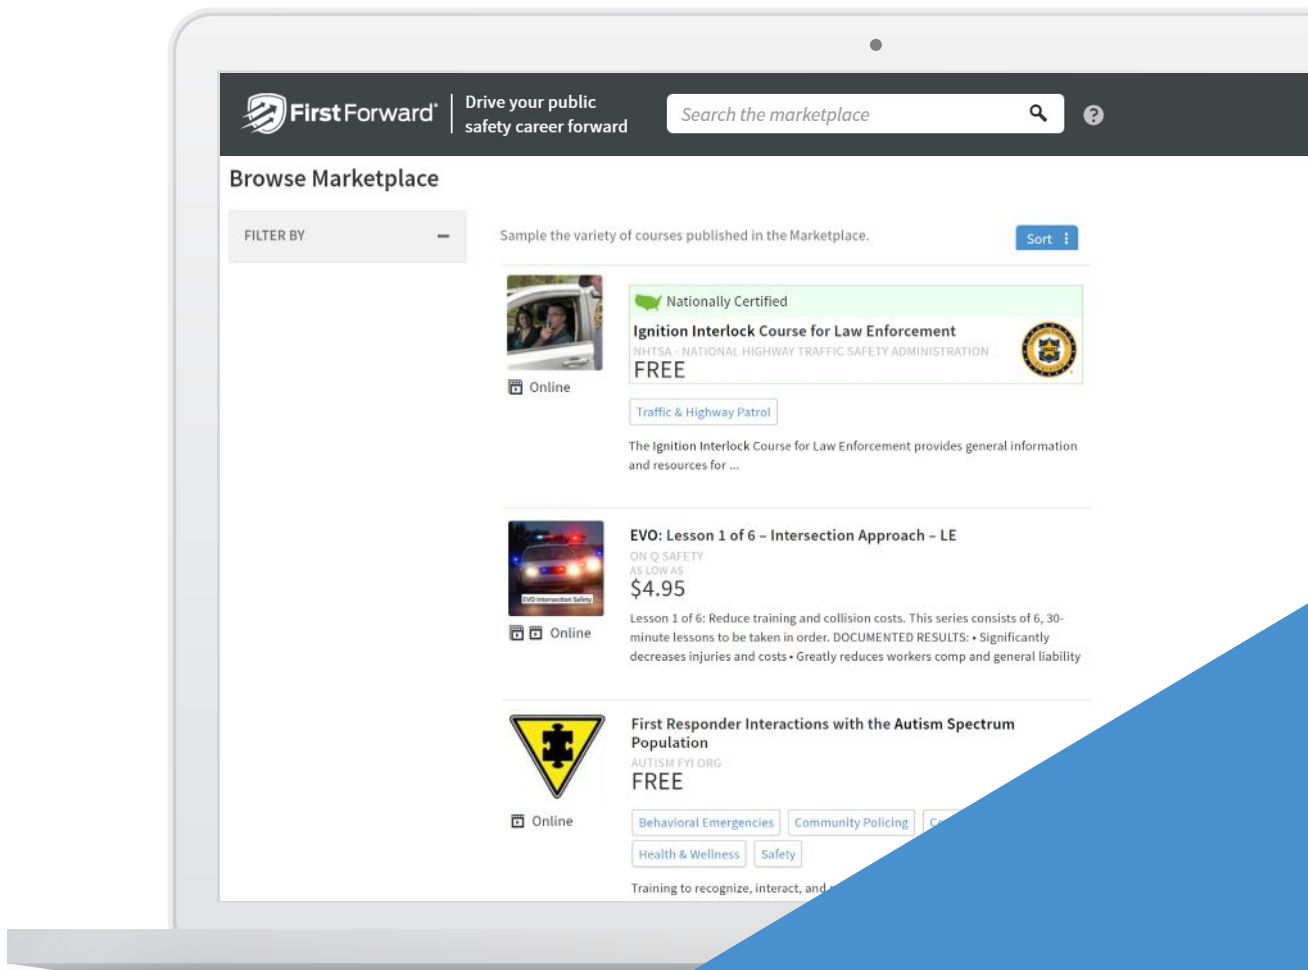 FirstForward®
Drive your public
safety career forward
Search the marketplace
?
Browse Marketplace
FILTER BY
Sample the variety of courses published in the Marketplace.
Sort
Nationally Certified
Ignition Interlock Course for Law Enforcement
NHTSA - NATIONAL HIGHWAY TRAFFIC SAFETY ADMINISTRATION
FREE
Online
Traffic & Highway Patrol
The Ignition Interlock Course for Law Enforcement provides general information
and resources for ...
EVO: Lesson 1 of 6 – Intersection Approach – LE
ON Q SAFETY
AS LOW AS
$4.95
EVO Intersection Safety
Online
Lesson 1 of 6: Reduce training and collision costs. This series consists of 6, 30-
minute lessons to be taken in order. DOCUMENTED RESULTS: • Significantly
decreases injuries and costs • Greatly reduces workers comp and general liability
First Responder Interactions with the Autism Spectrum
Population
AUTISM FYI ORG
FREE
Online
Behavioral Emergencies
Community Policing
Health & Wellness
Safety
Training to recognize, interact, and